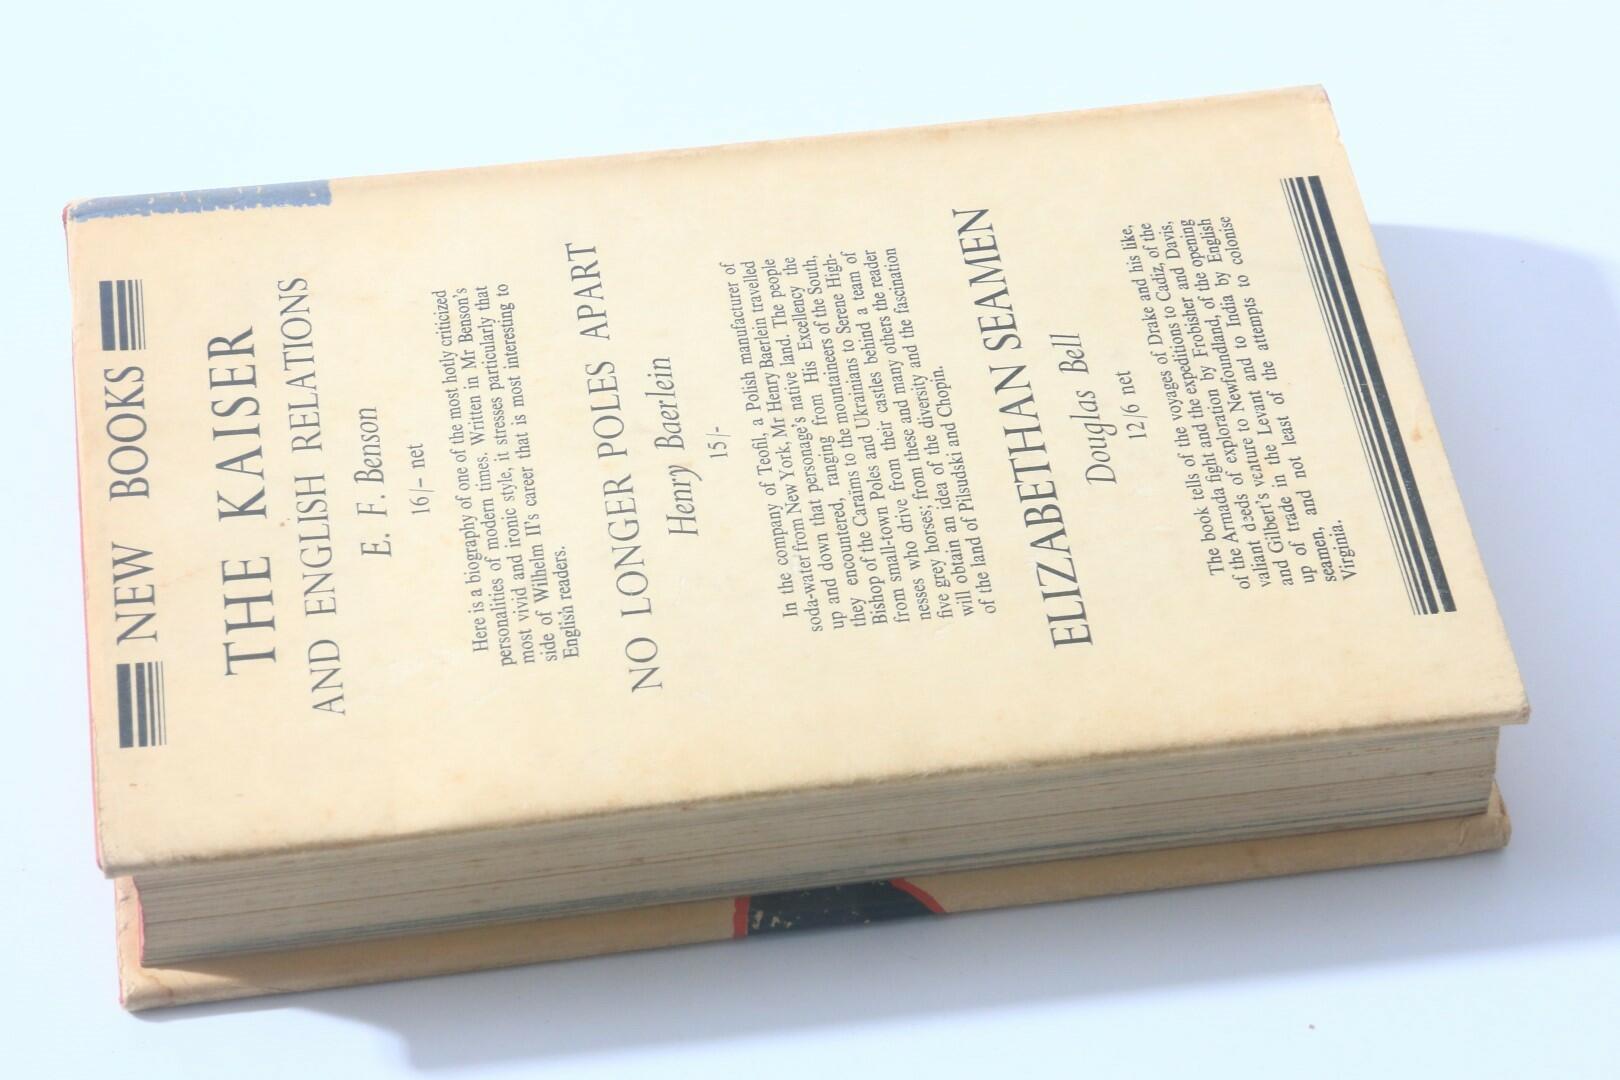 NEW BOOKS
THE KAISER
AND ENGLISH RELATIONS
E. F. Benson
16/- net
Here is a biography of one of the most hotly criticized
personalities of modern times. Written in Mr Benson's
most vivid and ironic style, it stresses particularly that
side of Wilhelm II's career that is most interesting to
English readers.
NO LONGER POLES APART
Henry Baerlein
15/-
In the company of Teofil, a Polish manufacturer of
soda-water from New York, Mr Henry Baerlein travelled
up and down that personage's native land. The people
they encountered, ranging from His Excellency the
Bishop of the Caraïms to the mountaineers of the South,
from small-town Poles and Ukrainians to Serene High-
nesses who drive from their castles behind a team of
five grey horses; from these and many others the reader
will obtain an idea of the diversity and the fascination
of the land of Pilsudski and Chopin.
ELIZABETHAN SEAMEN
Douglas Bell
12/6 net
The book tells of the voyages of Drake and his like,
of the Armada fight and the expeditions to Cadiz, of the
valiant deeds of exploration by Frobisher and Davis,
and Gilbert's venture to Newfoundland, of the opening
up of trade in the Levant and to India by English
seamen, and not least of the attempts to colonise
Virginia.